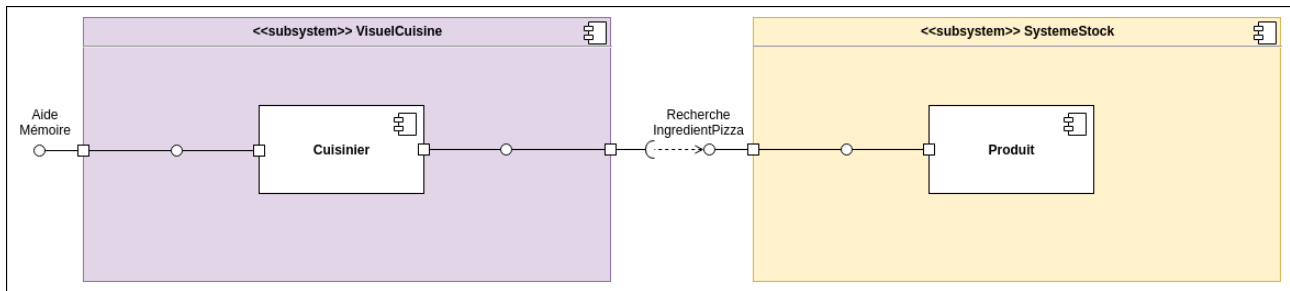 <<subsystem>> VisuelCuisine
<<subsystem>> SystemeStock
Aide
Mémoire
Cuisinier
Recherche
IngredientPizza
Produit